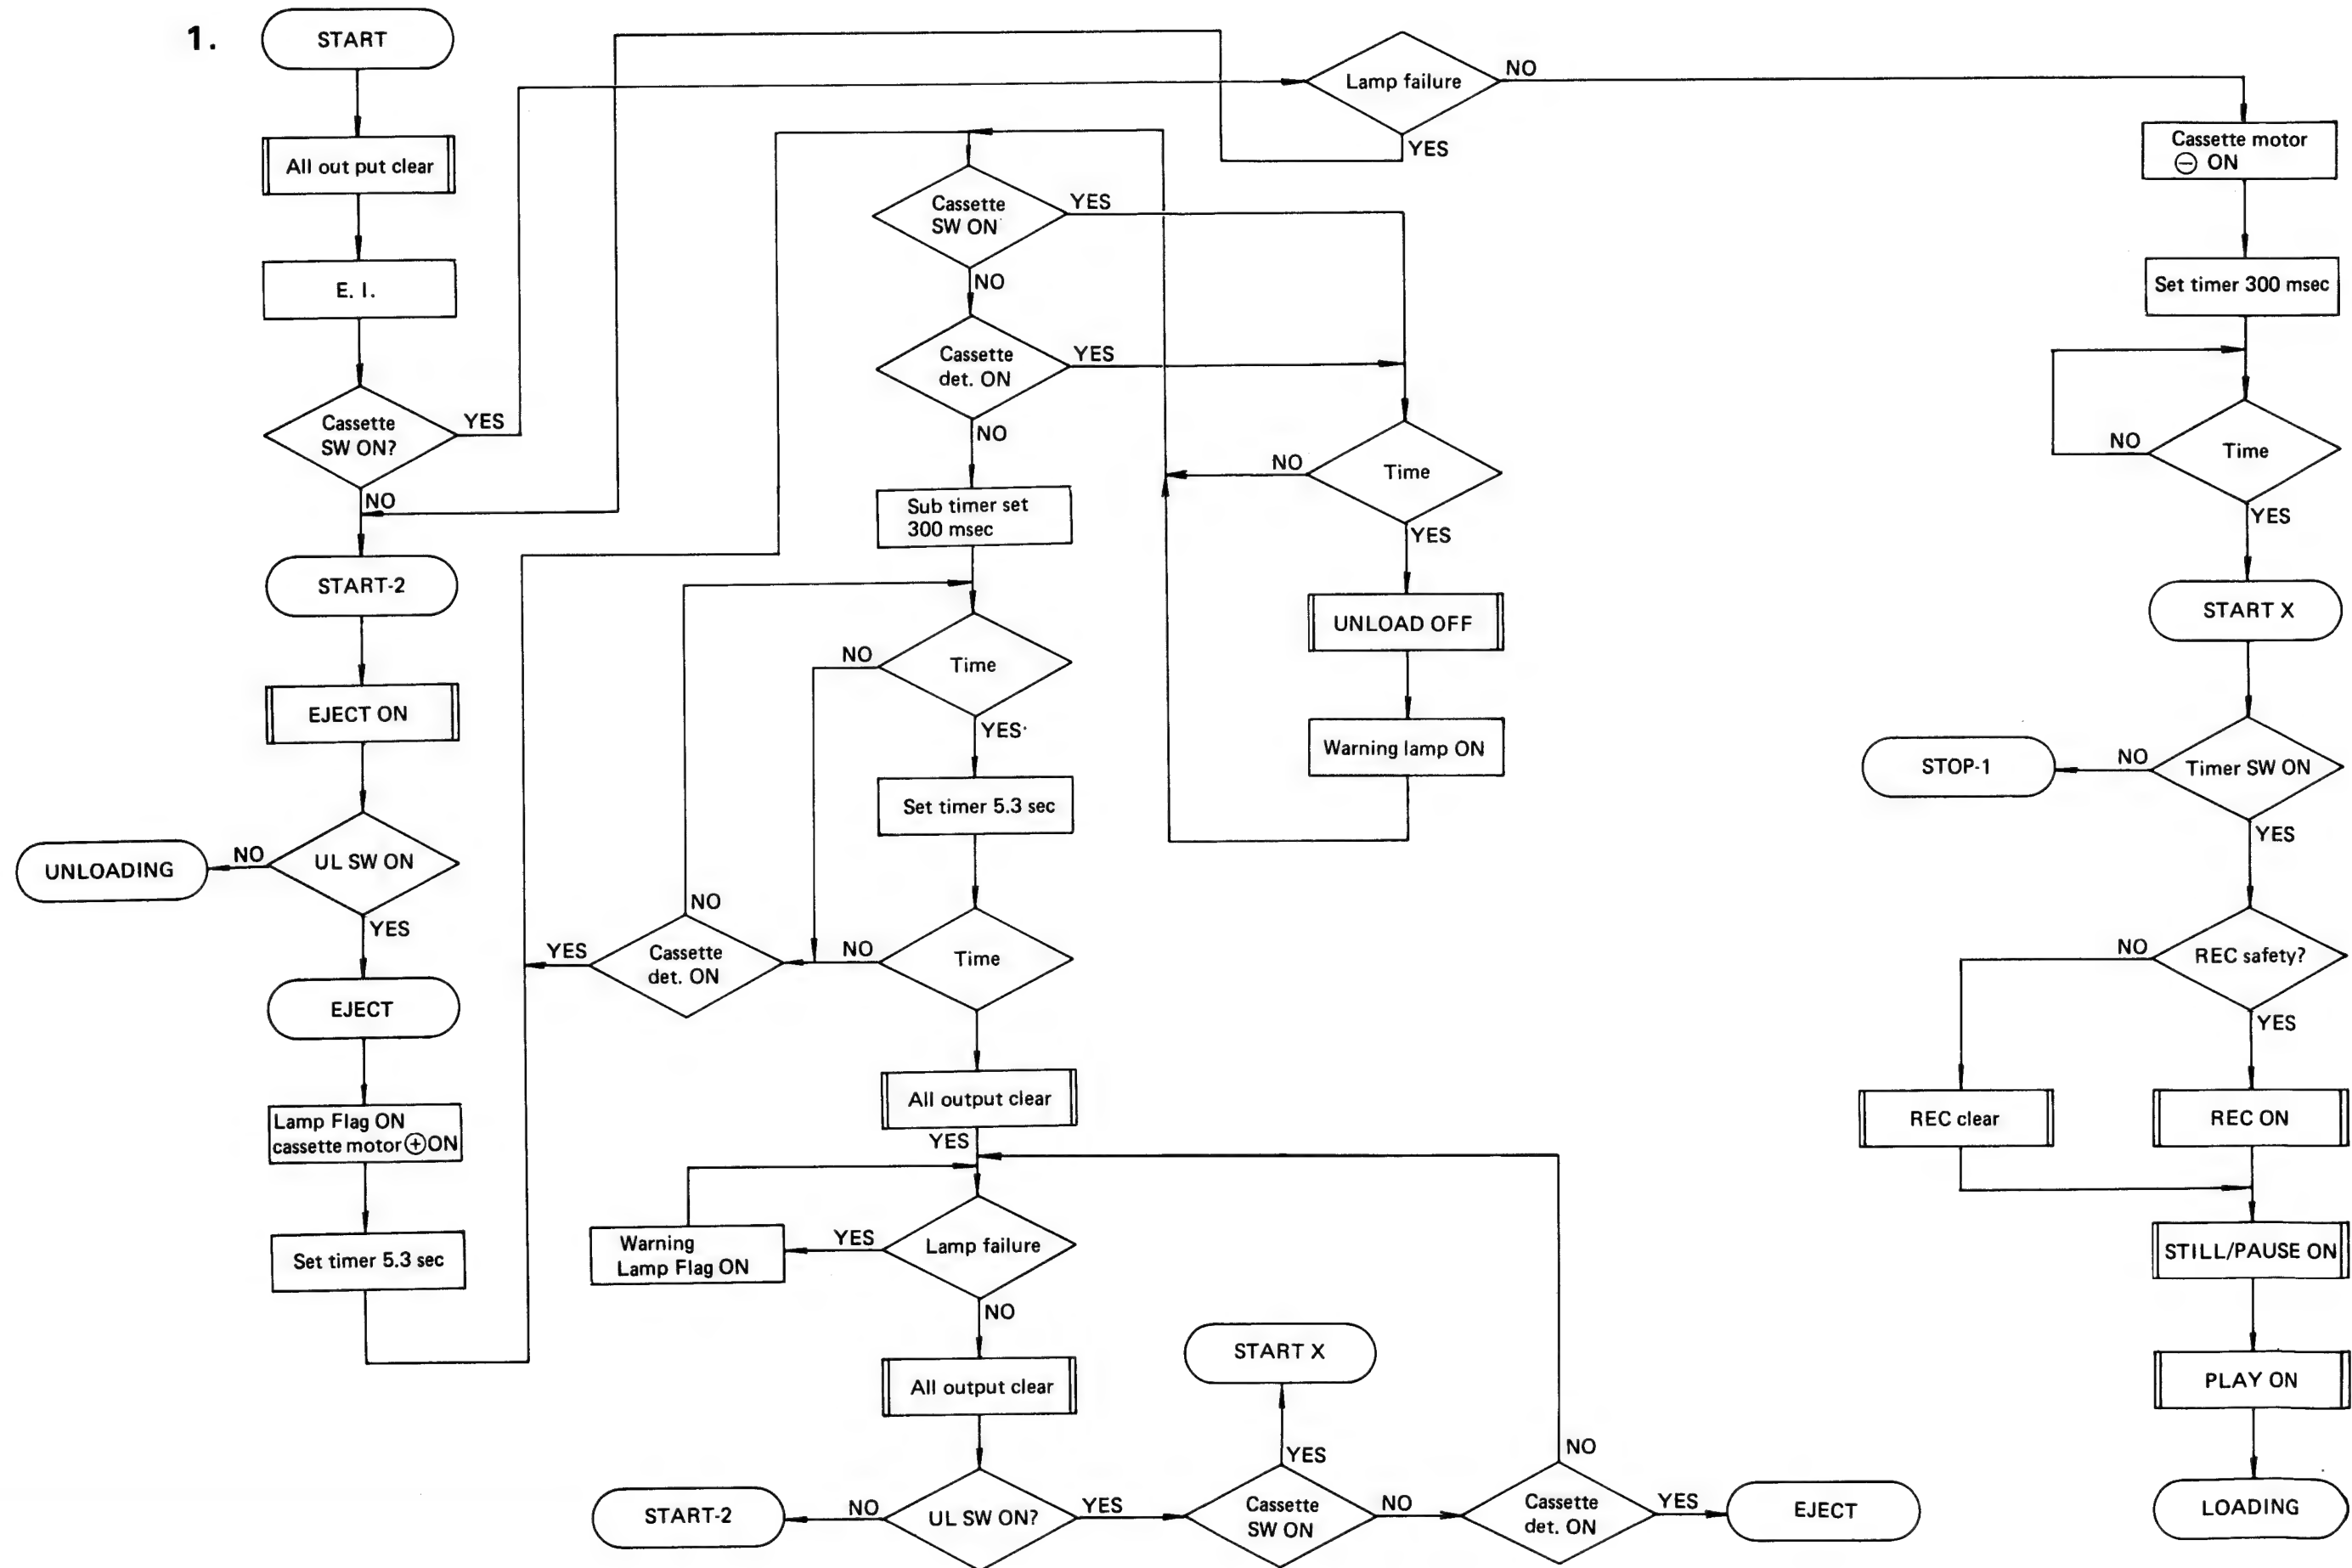 1.
START
All out put clear
E. I.
Cassette
SW ON?
YES
NO
START-2
EJECT ON
UL SW ON
NO
UNLOADING
YES
EJECT
Lamp Flag ON
cassette motor ⊕ ON
Set timer 5.3 sec
Lamp failure
NO
YES
Cassette
SW ON
YES
NO
Cassette
det. ON
YES
NO
Sub timer set
300 msec
Time
NO
YES
Set timer 5.3 sec
Time
NO
Cassette
det. ON
NO
YES
All output clear
YES
Lamp failure
YES
Warning
Lamp Flag ON
NO
All output clear
UL SW ON?
NO
START-2
YES
Cassette
SW ON
YES
START X
NO
Cassette
det. ON
NO
YES
EJECT
Time
NO
YES
UNLOAD OFF
Warning lamp ON
Cassette motor
⊖ ON
Set timer 300 msec
Time
NO
YES
START X
Timer SW ON
NO
STOP-1
YES
REC safety?
NO
YES
REC clear
REC ON
STILL/PAUSE ON
PLAY ON
LOADING